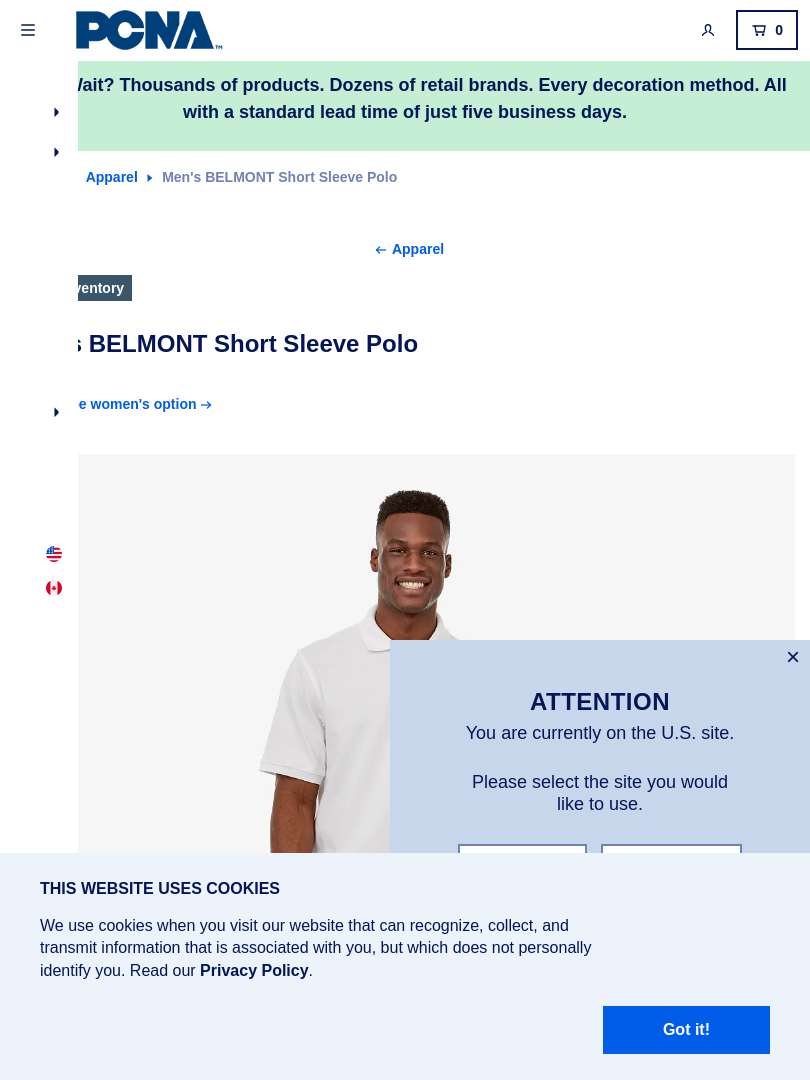 PCNA™
0
Wait? Thousands of products. Dozens of retail brands. Every decoration method. All
with a standard lead time of just five business days.
Apparel Men's BELMONT Short Sleeve Polo
← Apparel
BELMONT Short Sleeve Polo
women's option →
ATTENTION
You are currently on the U.S. site.
Please select the site you would
like to use.
THIS WEBSITE USES COOKIES
We use cookies when you visit our website that can recognize, collect, and
transmit information that is associated with you, but which does not personally
identify you. Read our Privacy Policy.
Got it!